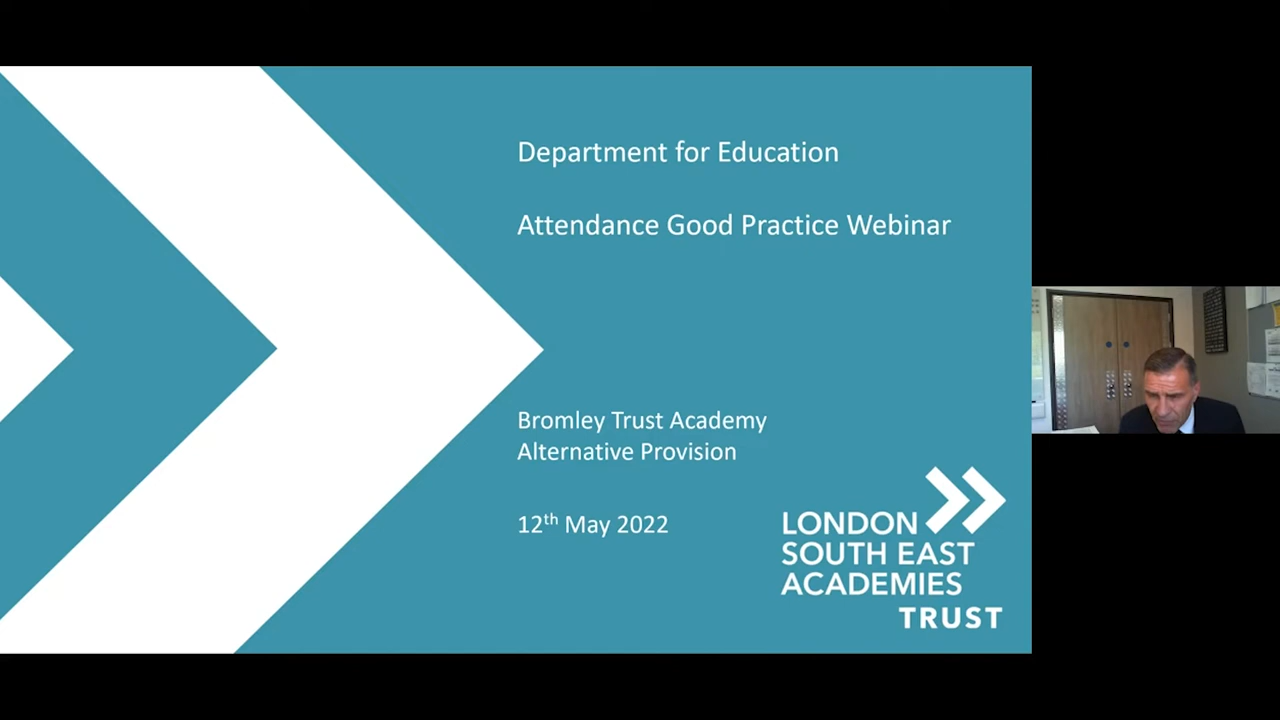 Department for Education
Attendance Good Practice Webinar
Bromley Trust Academy
Alternative Provision
12th May 2022
LONDON
SOUTH EAST
ACADEMIES
TRUST